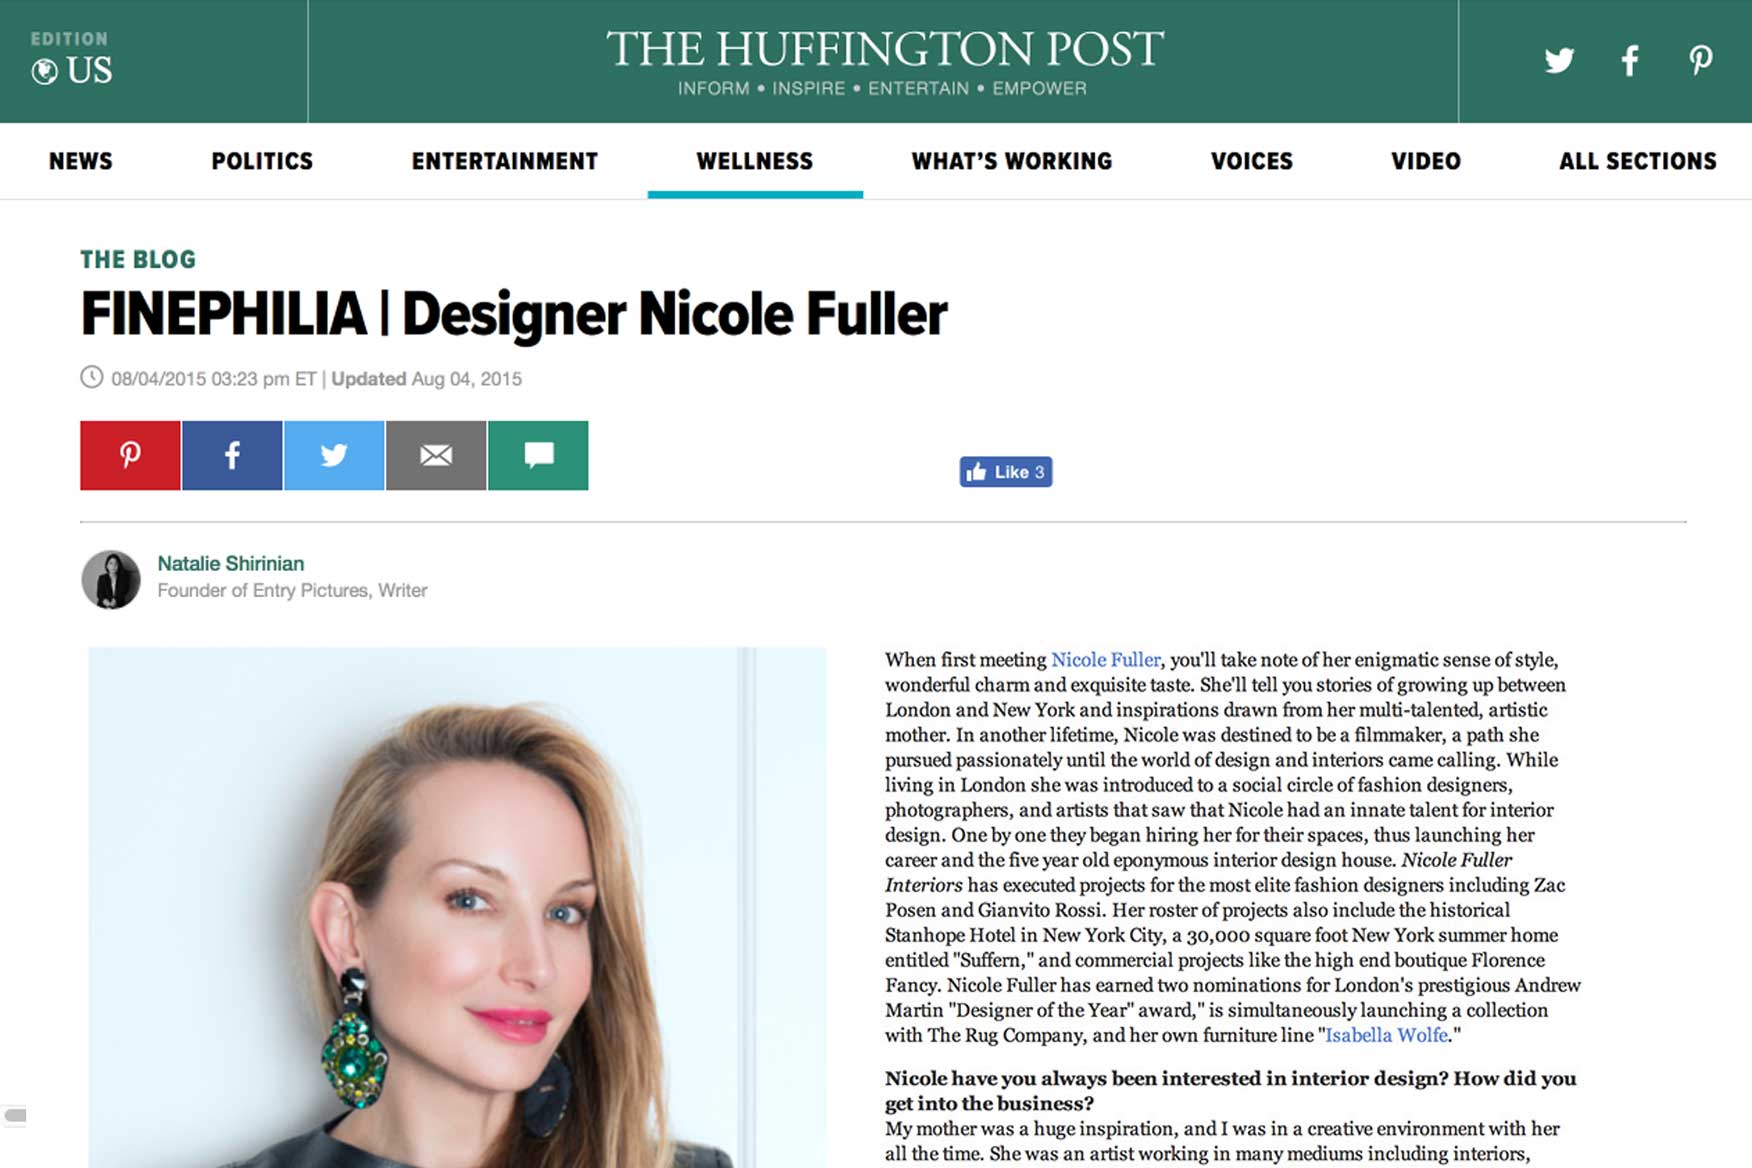 EDITION
US
THE HUFFINGTON POST
INFORM • INSPIRE • ENTERTAIN • EMPOWER
NEWS POLITICS ENTERTAINMENT WELLNESS WHAT'S WORKING VOICES VIDEO ALL SECTIONS
THE BLOG
FINEPHILIA | Designer Nicole Fuller
08/04/2015 03:23 pm ET | Updated Aug 04, 2015
Like 3
Natalie Shirinian
Founder of Entry Pictures, Writer
When first meeting Nicole Fuller, you'll take note of her enigmatic sense of style,
wonderful charm and exquisite taste. She'll tell you stories of growing up between
London and New York and inspirations drawn from her multi-talented, artistic
mother. In another lifetime, Nicole was destined to be a filmmaker, a path she
pursued passionately until the world of design and interiors came calling. While
living in London she was introduced to a social circle of fashion designers,
photographers, and artists that saw that Nicole had an innate talent for interior
design. One by one they began hiring her for their spaces, thus launching her
career and the five year old eponymous interior design house. Nicole Fuller
Interiors has executed projects for the most elite fashion designers including Zac
Posen and Gianvito Rossi. Her roster of projects also include the historical
Stanhope Hotel in New York City, a 30,000 square foot New York summer home
entitled "Suffern," and commercial projects like the high end boutique Florence
Fancy. Nicole Fuller has earned two nominations for London's prestigious Andrew
Martin "Designer of the Year" award," is simultaneously launching a collection
with The Rug Company, and her own furniture line "Isabella Wolfe."
Nicole have you always been interested in interior design? How did you
get into the business?
My mother was a huge inspiration, and I was in a creative environment with her
all the time. She was an artist working in many mediums including interiors,